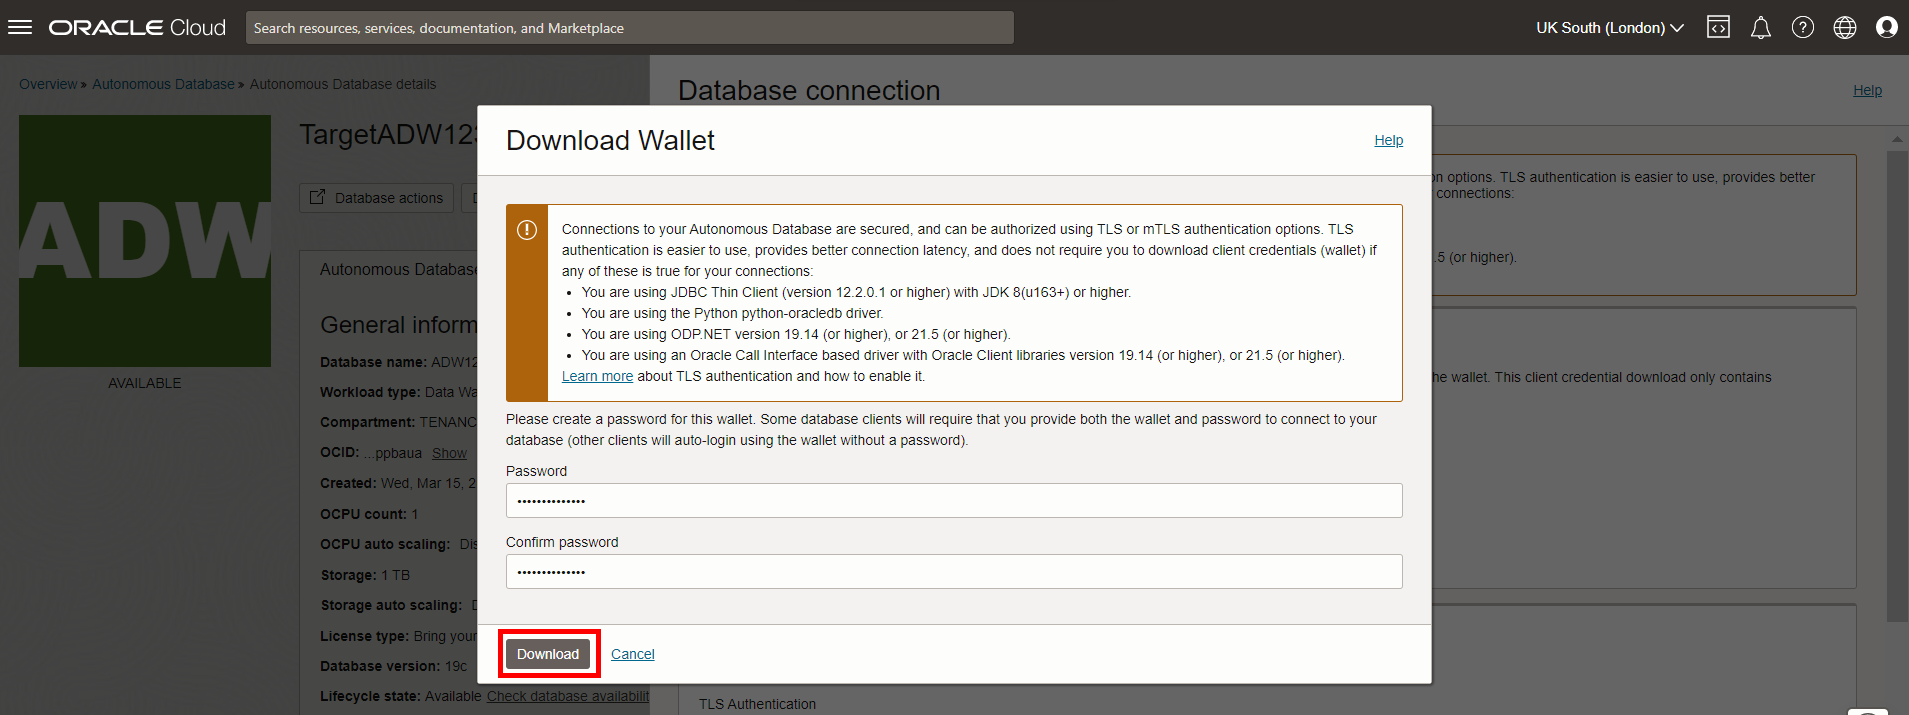 ORACLE Cloud
Search resources, services, documentation, and Marketplace
UK South (London)
Overview » Autonomous Database » Autonomous Database details
ADW
AVAILABLE
TargetADW123
Database actions
Autonomous Database
General
Database name:
Workload type: Data
Compartment:
OCID: ...ppbaua Show
Created: Wed, Mar 15,
OCPU count: 1
OCPU auto scaling:
Storage: 1 TB
Storage auto scaling:
License type: Bring your
Database version: 19c
Lifecycle state: Available Check database
Database connection
Help
options. TLS authentication is easier to use, provides better
connections:
.5 (or higher).
the wallet. This client credential download only contains
TLS Authentication
Download Wallet
Help
Connections to your Autonomous Database are secured, and can be authorized using TLS or mTLS authentication options. TLS
authentication is easier to use, provides better connection latency, and does not require you to download client credentials (wallet) if
any of these is true for your connections:
• You are using JDBC Thin Client (version 12.2.0.1 or higher) with JDK 8(u163+) or higher.
• You are using the Python python-oracledb driver.
• You are using ODP.NET version 19.14 (or higher), or 21.5 (or higher).
• You are using an Oracle Call Interface based driver with Oracle Client libraries version 19.14 (or higher), or 21.5 (or higher).
Learn more about TLS authentication and how to enable it.
Please create a password for this wallet. Some database clients will require that you provide both the wallet and password to connect to your
database (other clients will auto-login using the wallet without a password).
Password
••••••••••••••
Confirm password
••••••••••••••
Download
Cancel